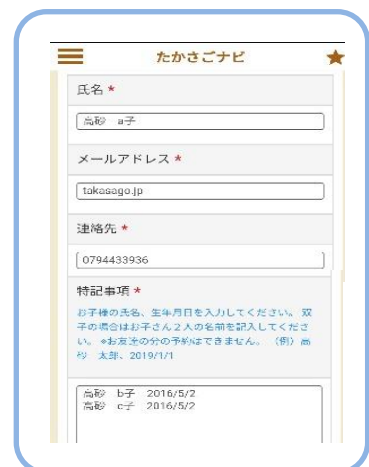 たかさごナビ
氏名 *
高砂　a子
メールアドレス *
takasago.jp
連絡先 *
0794433936
特記事項 *
お子様の氏名、生年月日を入力してください。 双
子の場合はお子さん２人の名前を記入してくださ
い。 *お友達の分の予約はできません。 （例）高
砂　太郎、2019/1/1
高砂　b子　2016/5/2
高砂　c子　2016/5/2